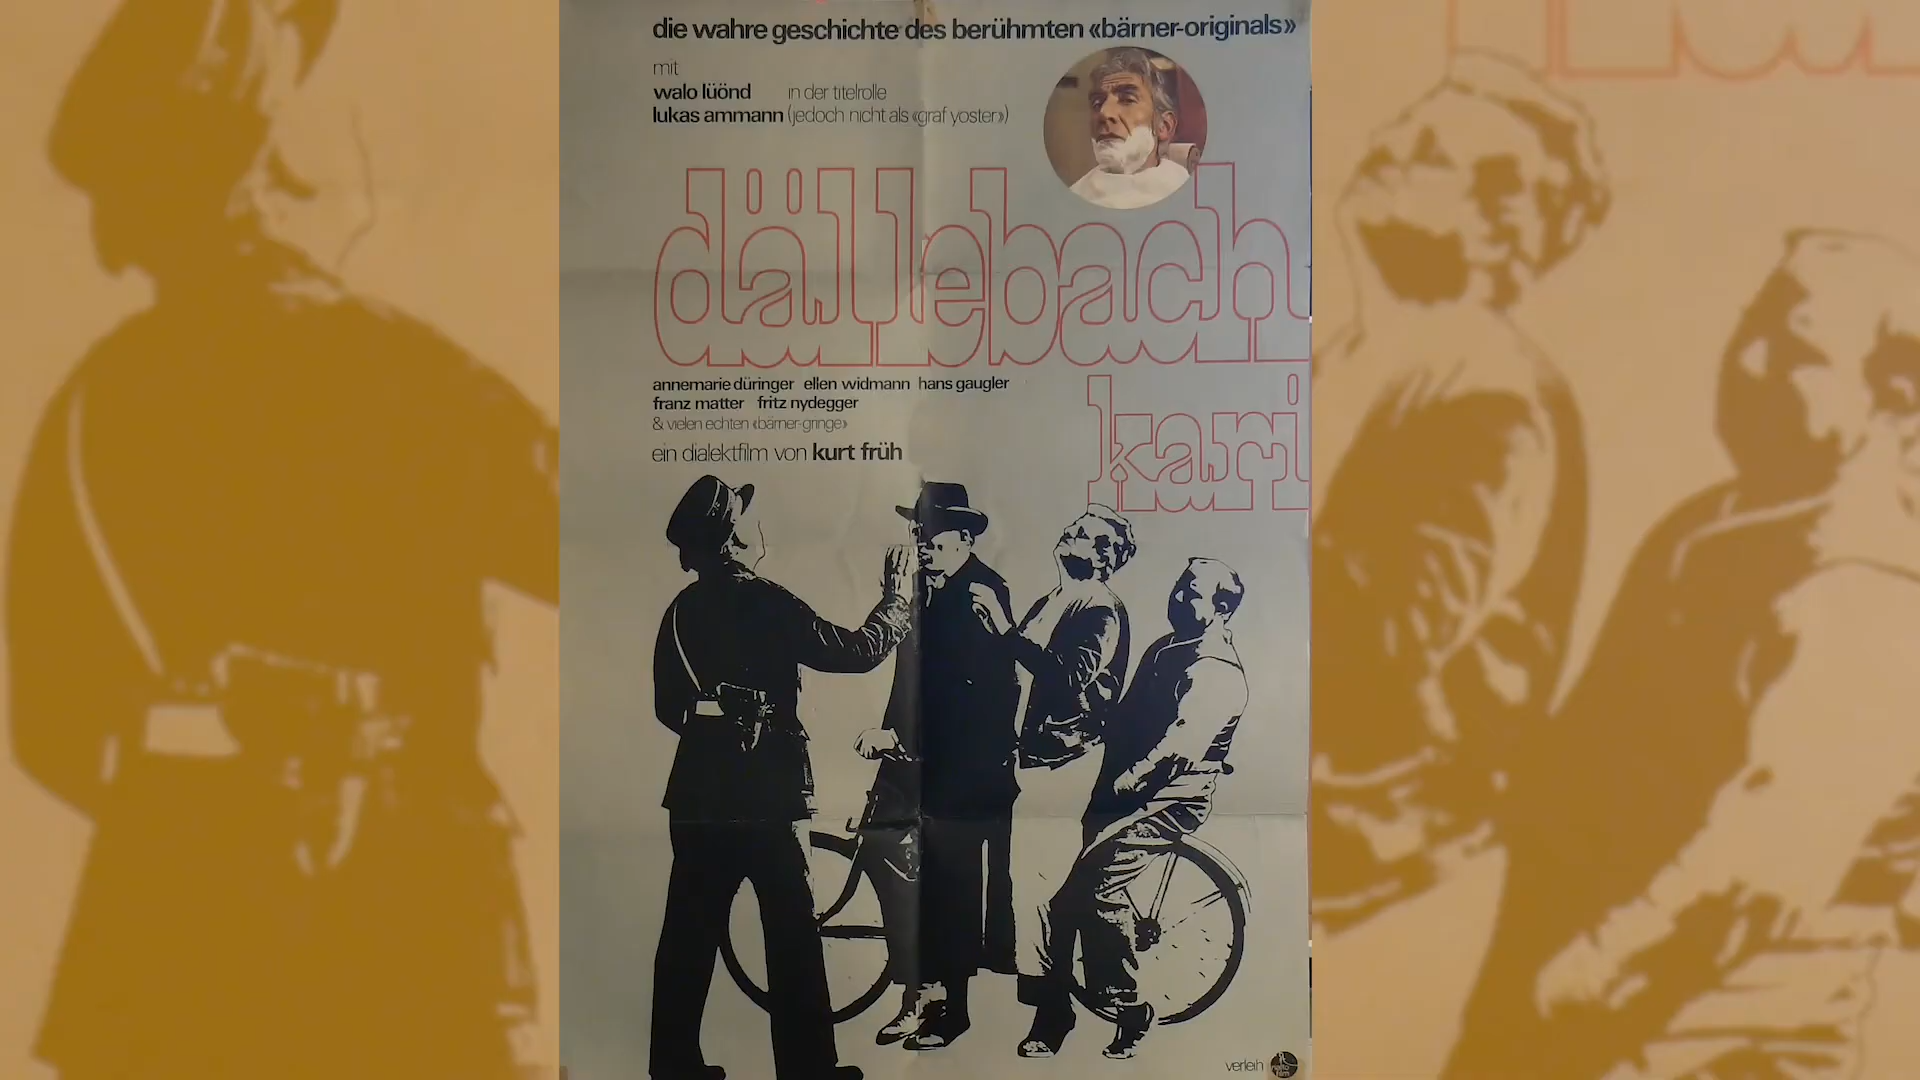 die wahre geschichte des berühmten «bärner-originals»
mit
walo lüönd in der titelrolle
lukas ammann (jedoch nicht als «graf yoster»)
dällebach
kari
annemarie düringer ellen widmann hans gaugler
franz matter fritz nydegger
& vielen echten «bärner-gringe»
ein dialektfilm von kurt früh
verleih
rialto
film